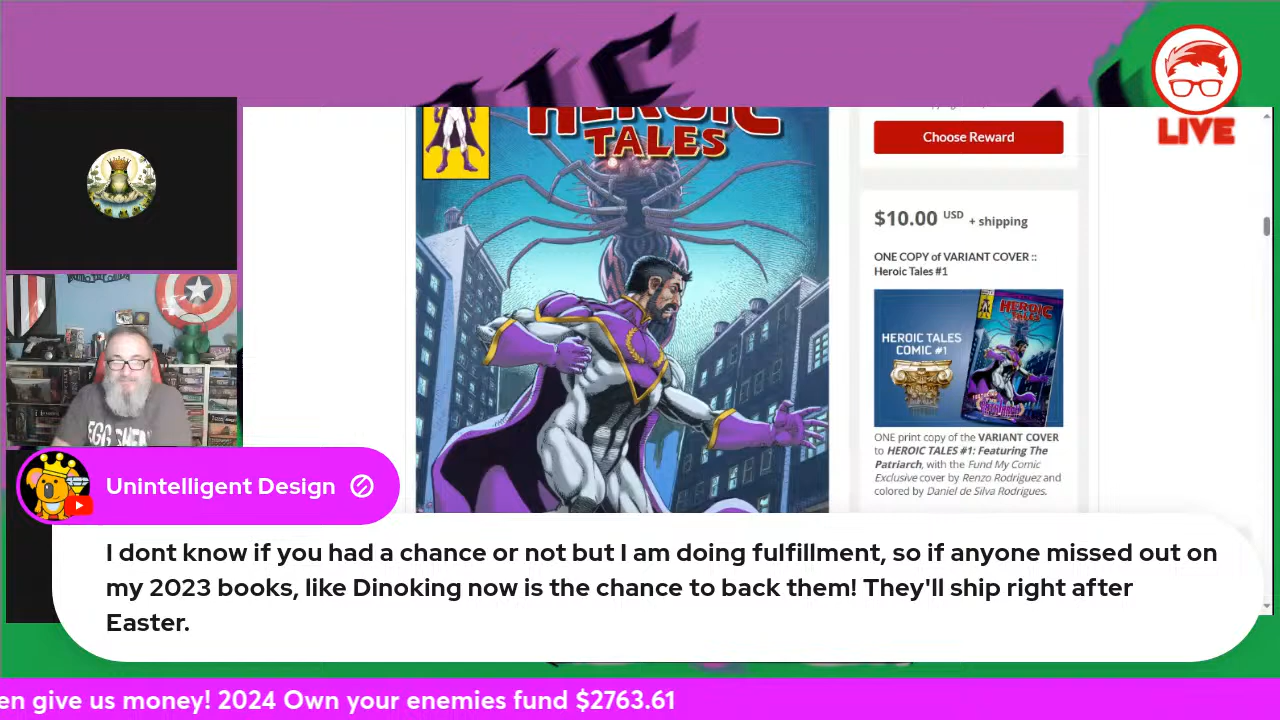 LIVE
HEROIC
TALES
Choose Reward
$10.00 USD + shipping
ONE COPY of VARIANT COVER ::
Heroic Tales #1
HEROIC
TALES
HEROIC TALES
COMIC #1
ONE print copy of the VARIANT COVER
to HEROIC TALES #1: Featuring The
Patriarch, with the Fund My Comic
Exclusive cover by Renzo Rodriguez and
colored by Daniel de Silva Rodrigues.
Unintelligent Design
I dont know if you had a chance or not but I am doing fulfillment, so if anyone missed out on
my 2023 books, like Dinoking now is the chance to back them! They'll ship right after
Easter.
en give us money! 2024 Own your enemies fund $2763.61